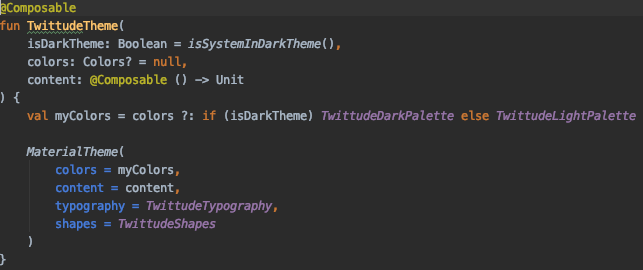 @Composable
fun TwittudeTheme(
    isDarkTheme: Boolean = isSystemInDarkTheme(),
    colors: Colors? = null,
    content: @Composable () -> Unit
) {
    val myColors = colors ?: if (isDarkTheme) TwittudeDarkPalette else TwittudeLightPalette

    MaterialTheme(
        colors = myColors,
        content = content,
        typography = TwittudeTypography,
        shapes = TwittudeShapes
    )
}